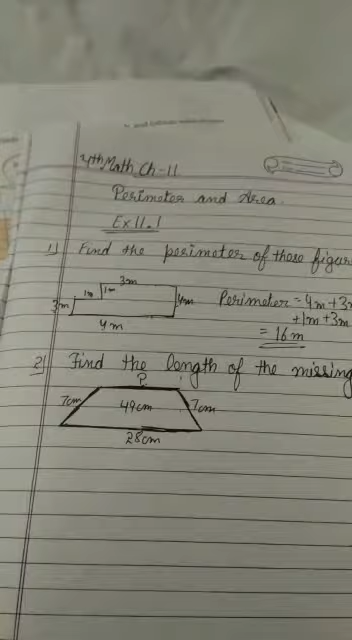 4th Math Ch-11
Perimeter and Area.
Ex 11.1
1) Find the perimeter of these figure
3m
1m 1m
3m 4m
4m
Perimeter = 4m+3m
+1m+3m
= 16m
2) Find the length of the missing
?
7cm 49cm 7cm
28cm